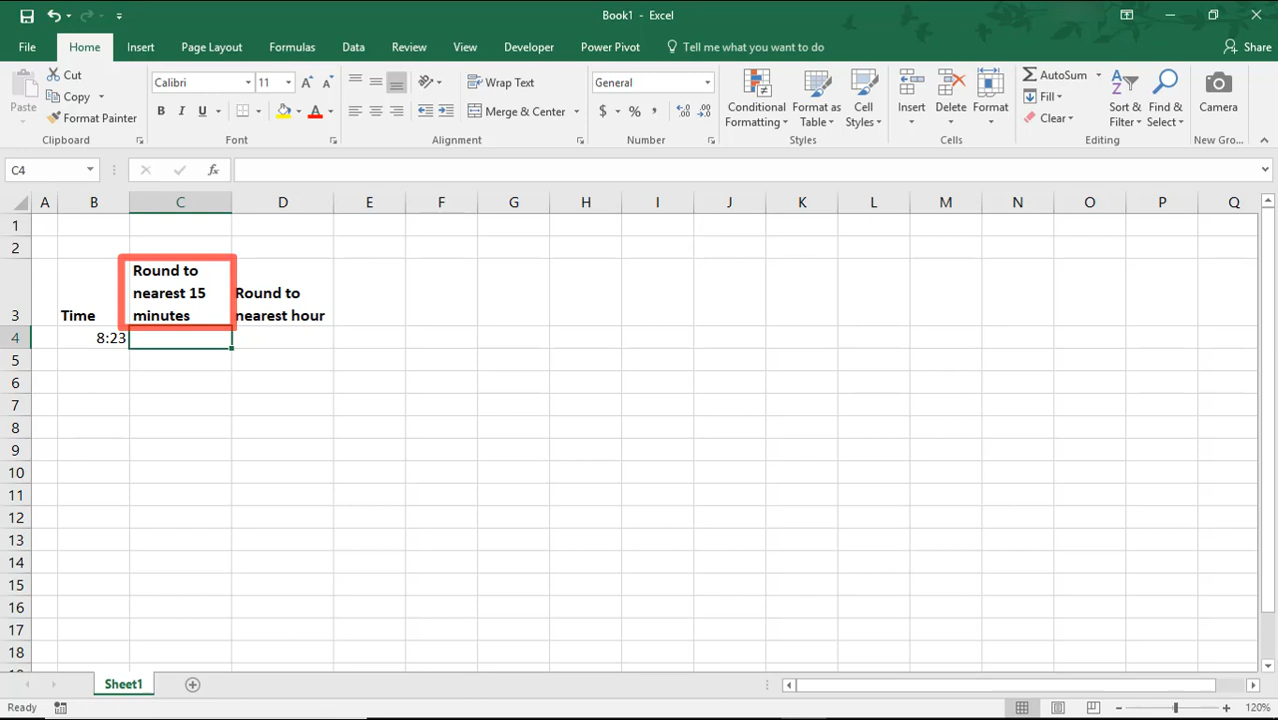 Book1 - Excel
File Home Insert Page Layout Formulas Data Review View Developer Power Pivot Tell me what you want to do Share
Paste
Cut
Copy
Format Painter
Clipboard
Calibri 11
B I U
Font
Wrap Text
Merge & Center
Alignment
General
$ % ,
Number
Conditional Formatting
Format as Table
Cell Styles
Styles
Insert
Delete
Format
Cells
AutoSum
Fill
Clear
Sort & Filter
Find & Select
Editing
Camera
New Gro...
C4 fx
A B C D E F G H I J K L M N O P Q
1
2
3 Time Round to nearest 15 minutes Round to nearest hour
4 8:23
5
6
7
8
9
10
11
12
13
14
15
16
17
18
Sheet1
Ready 120%